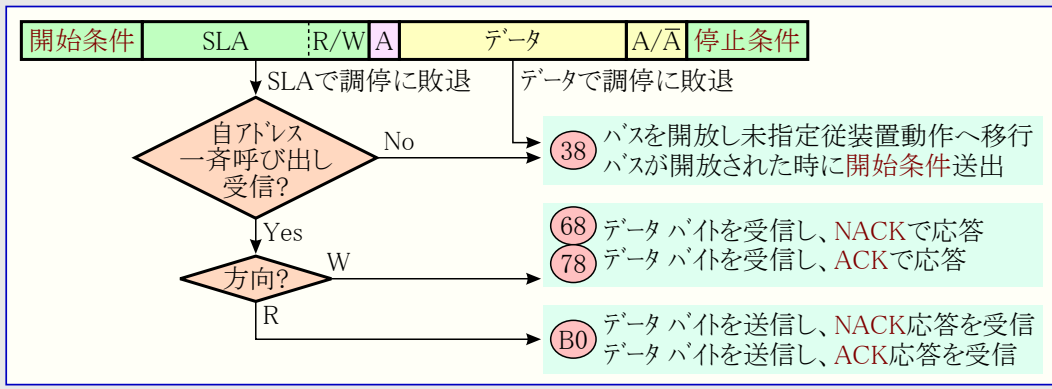 開始条件 SLA R/W A データ A/A̅ 停止条件
SLAで調停に敗退
データで調停に敗退
自アドレス
一斉呼び出し
受信?
No
38
バスを開放し未指定従装置動作へ移行
バスが開放された時に開始条件送出
Yes
方向?
W
68
データ バイトを受信し、NACKで応答
78
データ バイトを受信し、ACKで応答
R
B0
データ バイトを送信し、NACK応答を受信
データ バイトを送信し、ACK応答を受信